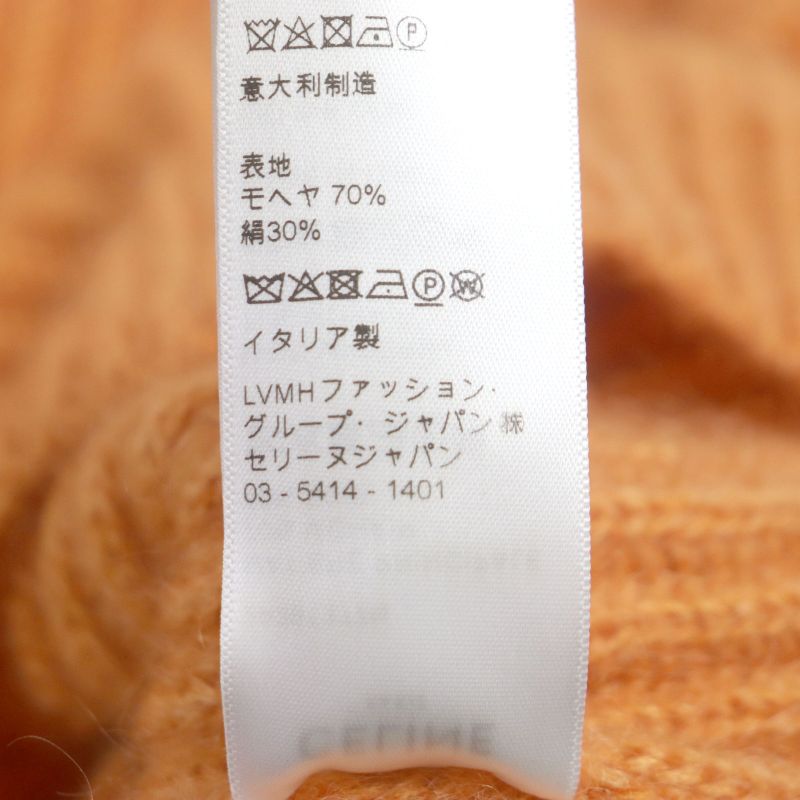 意大利制造
表地
モヘヤ 70%
絹30%
イタリア製
LVMHファッション・
グループ・ジャパン㈱
セリーヌジャパン
03 - 5414 - 1401